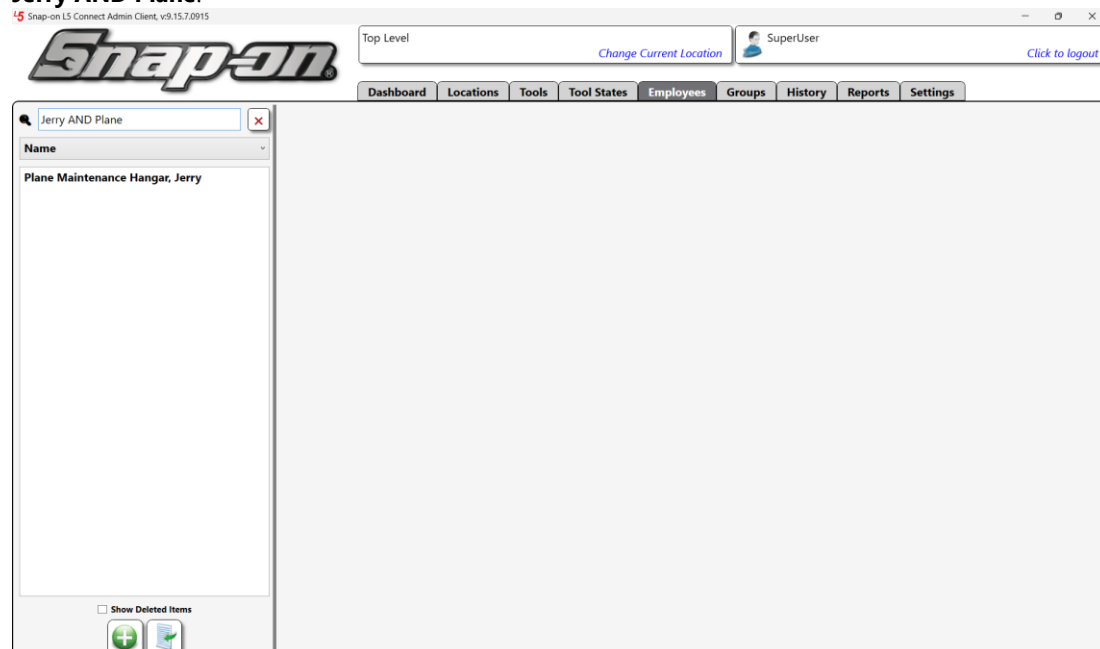 Jerry AND Plane.
L5 Snap-on L5 Connect Admin Client, v:9.15.7.0915
Snap-on®
Top Level
Change Current Location
SuperUser
Click to logout
Dashboard Locations Tools Tool States Employees Groups History Reports Settings
Jerry AND Plane
Name
Plane Maintenance Hangar, Jerry
Show Deleted Items